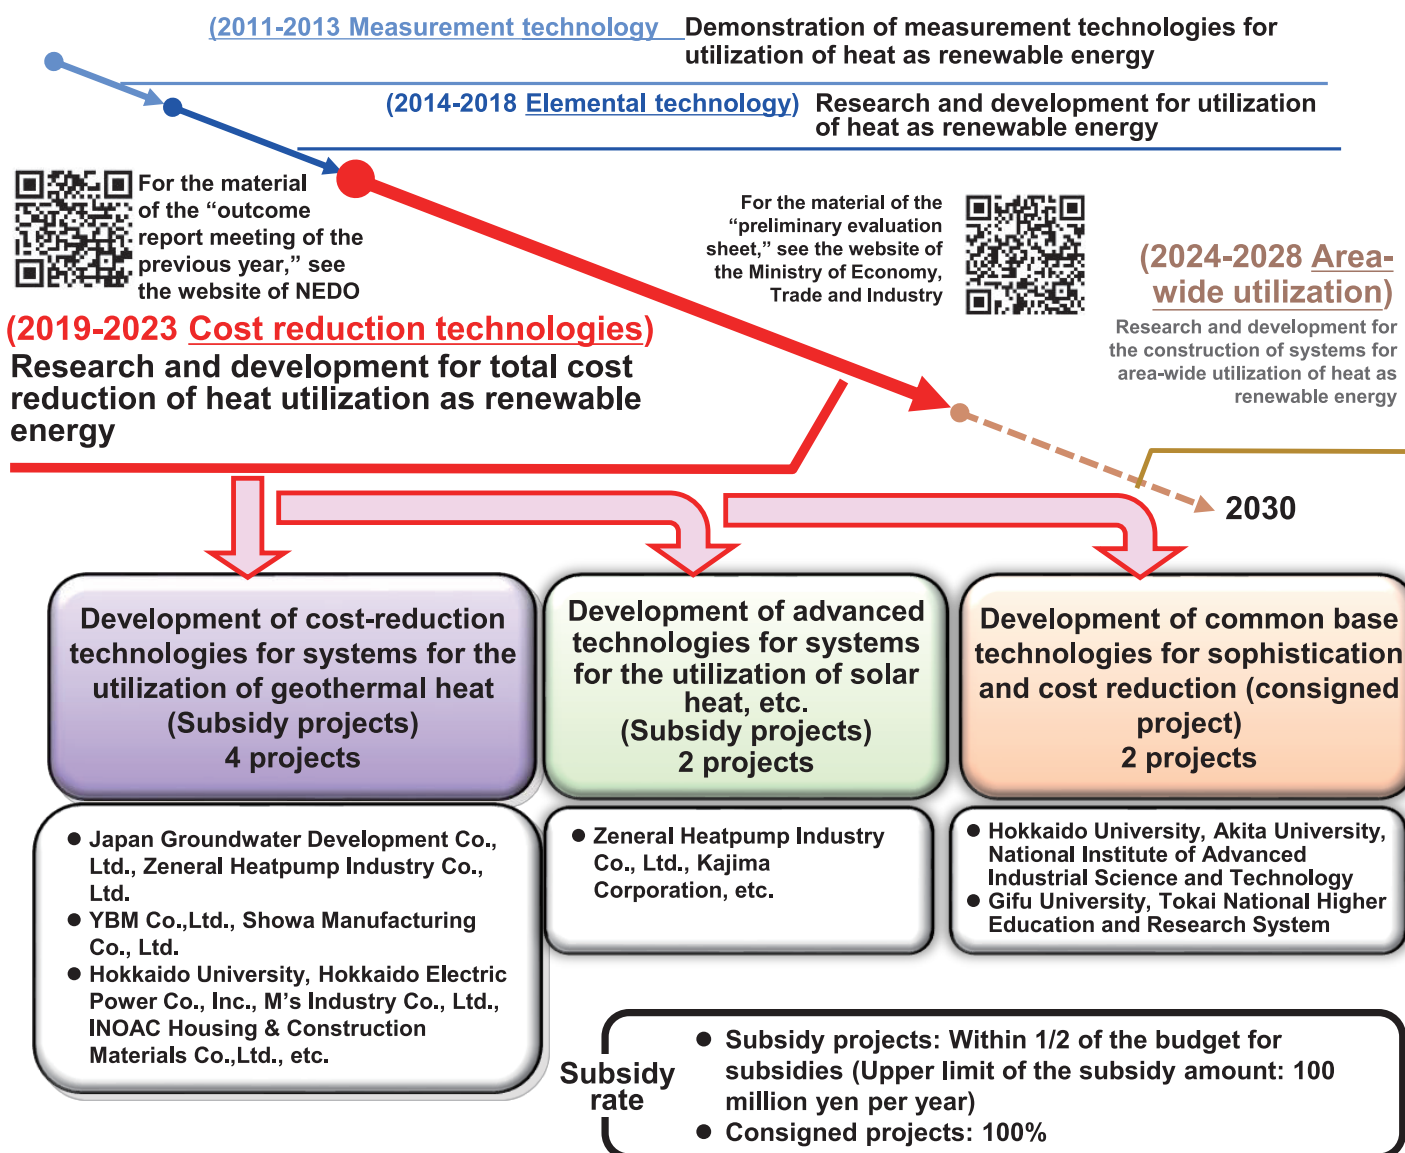 (2011-2013 Measurement technology Demonstration of measurement technologies for
utilization of heat as renewable energy
(2014-2018 Elemental technology) Research and development for utilization
of heat as renewable energy
For the material
of the “outcome
report meeting of the
previous year,” see
the website of NEDO
For the material of the
“preliminary evaluation
sheet,” see the website of
the Ministry of Economy,
Trade and Industry
(2024-2028 Area-
wide utilization)
Research and development for
the construction of systems for
area-wide utilization of heat as
renewable energy
(2019-2023 Cost reduction technologies)
Research and development for total cost
reduction of heat utilization as renewable
energy
2030
Development of cost-reduction
technologies for systems for the
utilization of geothermal heat
(Subsidy projects)
4 projects
Development of advanced
technologies for systems
for the utilization of solar
heat, etc.
(Subsidy projects)
2 projects
Development of common base
technologies for sophistication
and cost reduction (consigned
project)
2 projects
● Japan Groundwater Development Co.,
Ltd., Zeneral Heatpump Industry Co.,
Ltd.
● YBM Co.,Ltd., Showa Manufacturing
Co., Ltd.
● Hokkaido University, Hokkaido Electric
Power Co., Inc., M’s Industry Co., Ltd.,
INOAC Housing & Construction
Materials Co.,Ltd., etc.
● Zeneral Heatpump Industry
Co., Ltd., Kajima
Corporation, etc.
● Hokkaido University, Akita University,
National Institute of Advanced
Industrial Science and Technology
● Gifu University, Tokai National Higher
Education and Research System
Subsidy
rate
● Subsidy projects: Within 1/2 of the budget for
subsidies (Upper limit of the subsidy amount: 100
million yen per year)
● Consigned projects: 100%